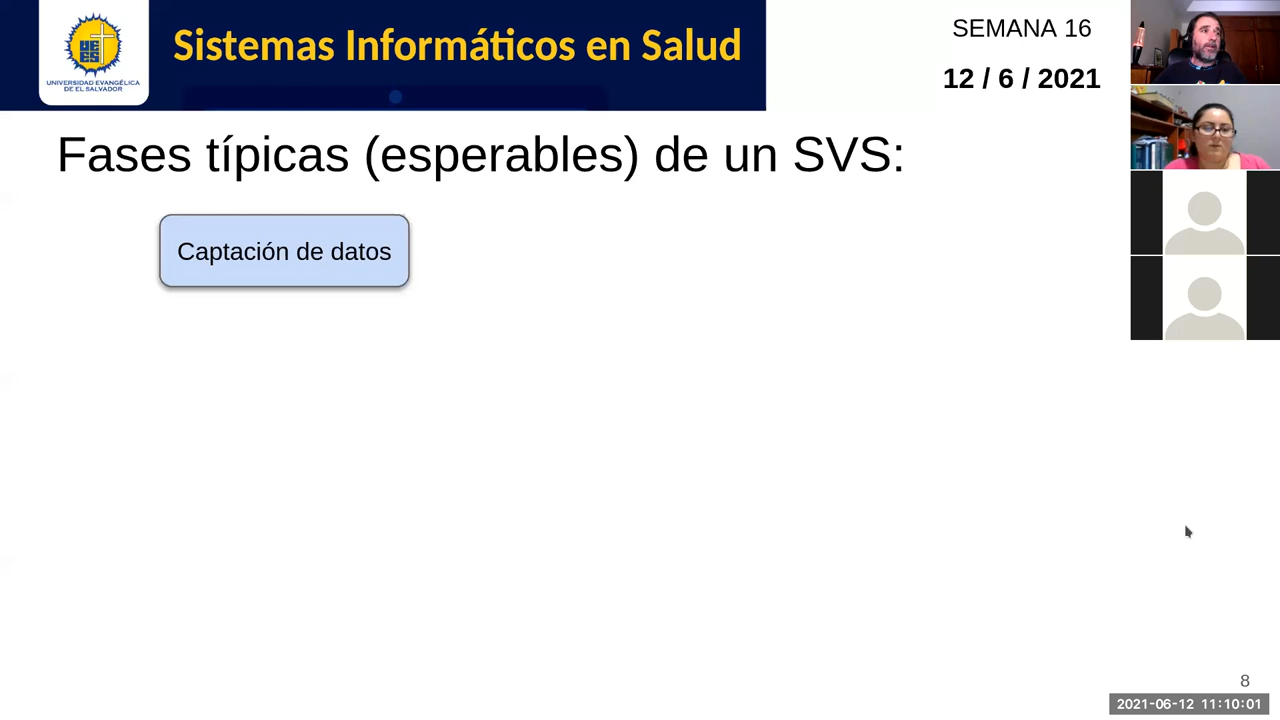 UNIVERSIDAD EVANGÉLICA
DE EL SALVADOR
Sistemas Informáticos en Salud
SEMANA 16
12 / 6 / 2021
Fases típicas (esperables) de un SVS:
Captación de datos
8
2021-06-12 11:10:01